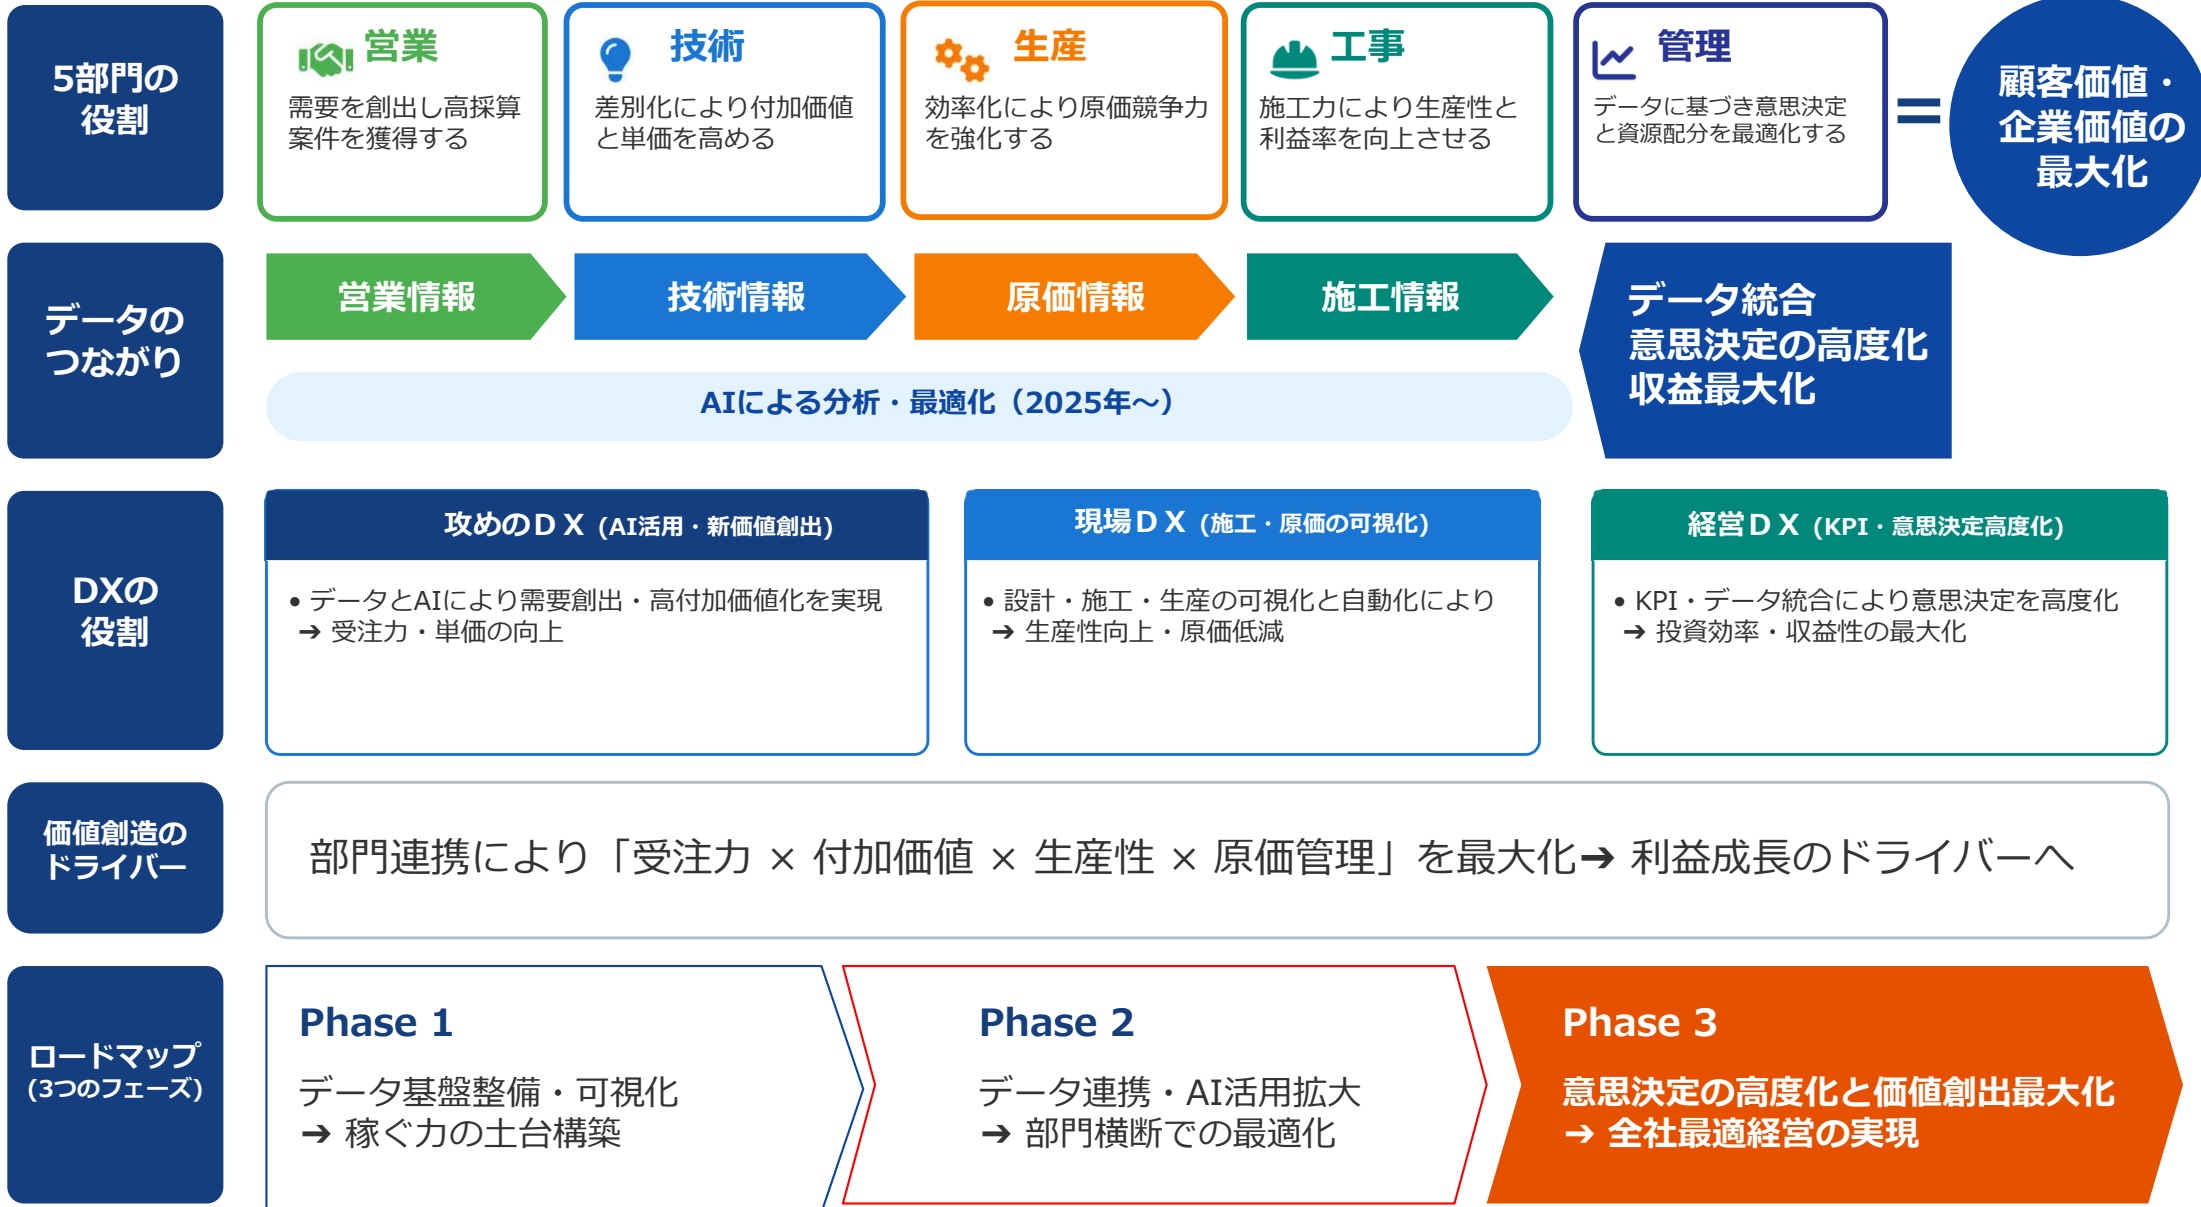 5部門の
役割
営業
需要を創出し高採算
案件を獲得する
技術
差別化により付加価値
と単価を高める
生産
効率化により原価競争力
を強化する
工事
施工力により生産性と
利益率を向上させる
管理
データに基づき意思決定
と資源配分を最適化する
=
顧客価値・
企業価値の
最大化
データの
つながり
営業情報
技術情報
原価情報
施工情報
AIによる分析・最適化（2025年～）
データ統合
意思決定の高度化
収益最大化
DXの
役割
攻めのＤＸ (AI活用・新価値創出)
• データとAIにより需要創出・高付加価値化を実現
➔ 受注力・単価の向上
現場ＤＸ (施工・原価の可視化)
• 設計・施工・生産の可視化と自動化により
➔ 生産性向上・原価低減
経営ＤＸ (KPI・意思決定高度化)
• KPI・データ統合により意思決定を高度化
➔ 投資効率・収益性の最大化
価値創造の
ドライバー
部門連携により「受注力 × 付加価値 × 生産性 × 原価管理」を最大化➔ 利益成長のドライバーへ
ロードマップ
(3つのフェーズ)
Phase 1
データ基盤整備・可視化
➔ 稼ぐ力の土台構築
Phase 2
データ連携・AI活用拡大
➔ 部門横断での最適化
Phase 3
意思決定の高度化と価値創出最大化
➔ 全社最適経営の実現